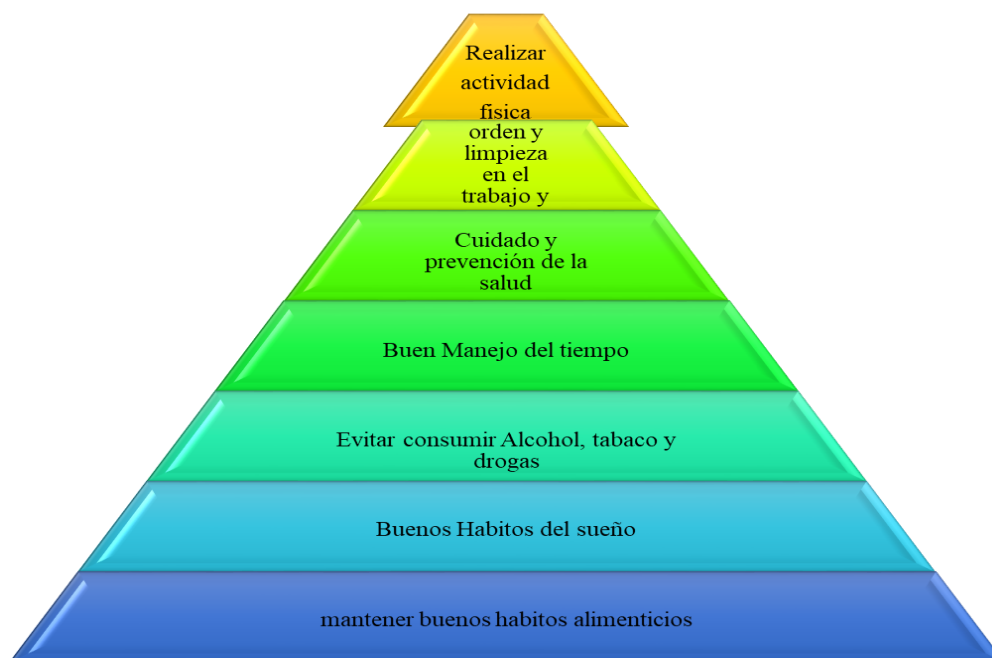 Realizar
actividad
fisica
orden y
limpieza
en el
trabajo y
Cuidado y
prevención de la
salud
Buen Manejo del tiempo
Evitar consumir Alcohol, tabaco y
drogas
Buenos Habitos del sueño
mantener buenos habitos alimenticios